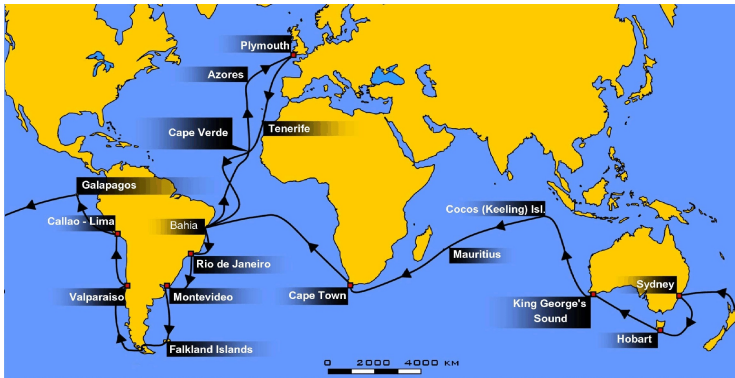 Plymouth
Azores
Cape Verde
Tenerife
Galapagos
Callao - Lima
Bahia
Cocos (Keeling) Isl.
Mauritius
Rio de Janeiro
Sydney
Valparaiso
Montevideo
Cape Town
King George's
Sound
Hobart
Falkland Islands
0 2000 4000 KM